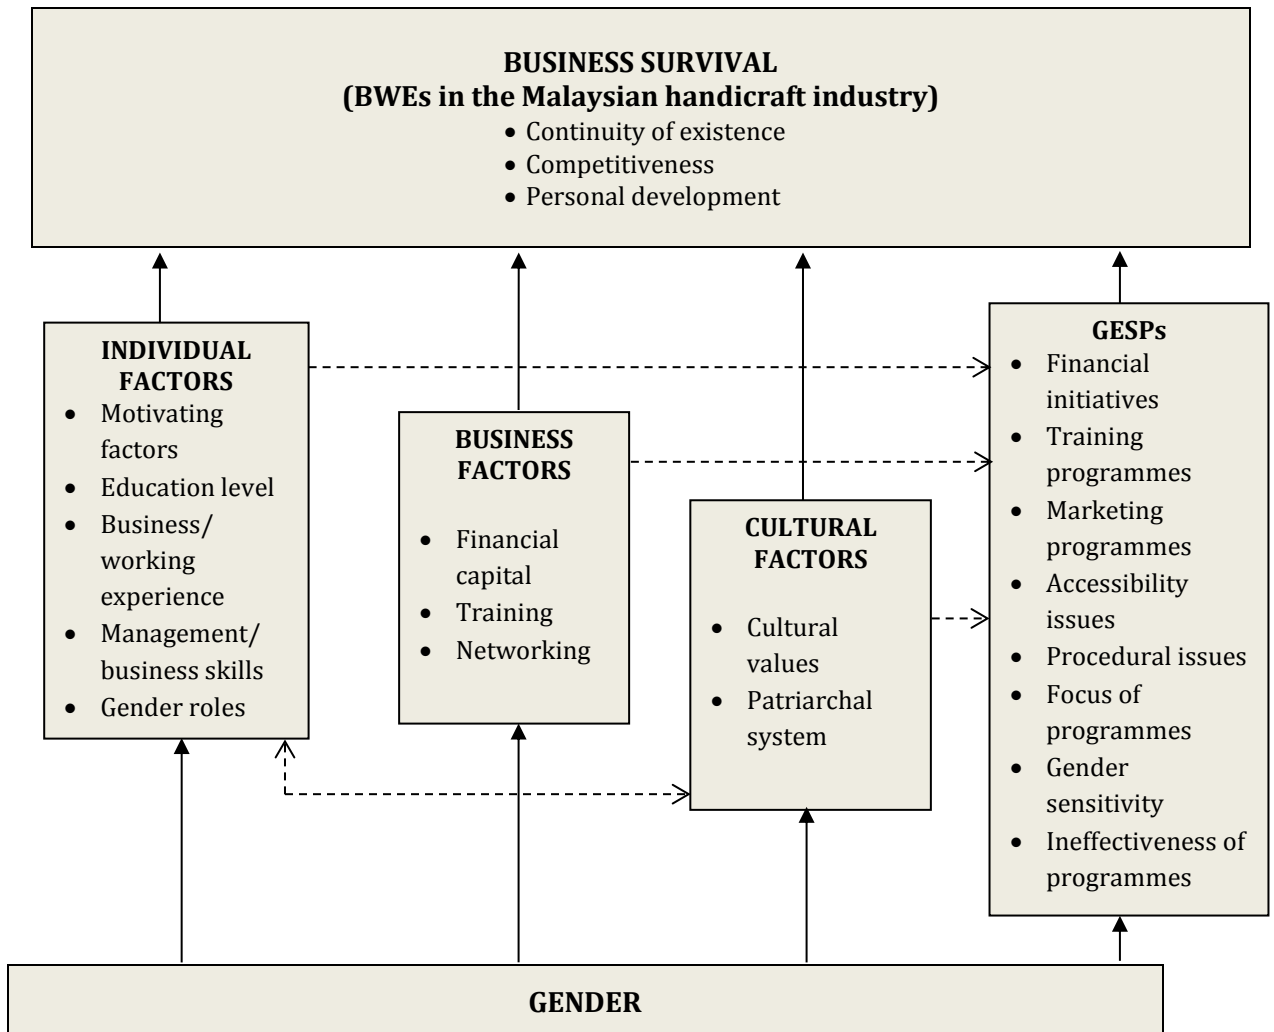 BUSINESS SURVIVAL
(BWEs in the Malaysian handicraft industry)
• Continuity of existence
• Competitiveness
• Personal development
INDIVIDUAL
FACTORS
• Motivating
factors
• Education level
• Business/
working
experience
• Management/
business skills
• Gender roles
BUSINESS
FACTORS
• Financial
capital
• Training
• Networking
CULTURAL
FACTORS
• Cultural
values
• Patriarchal
system
GESPs
• Financial
initiatives
• Training
programmes
• Marketing
programmes
• Accessibility
issues
• Procedural issues
• Focus of
programmes
• Gender
sensitivity
• Ineffectiveness of
programmes
GENDER